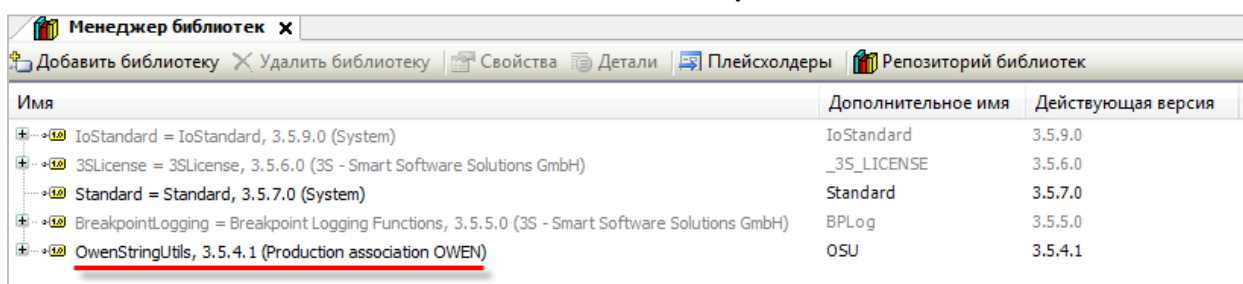 Менеджер библиотек
Добавить библиотеку Удалить библиотеку Свойства Детали Плейсхолдеры Репозиторий библиотек
Имя Дополнительное имя Действующая версия
IoStandard = IoStandard, 3.5.9.0 (System) IoStandard 3.5.9.0
3SLicense = 3SLicense, 3.5.6.0 (3S - Smart Software Solutions GmbH) _3S_LICENSE 3.5.6.0
Standard = Standard, 3.5.7.0 (System) Standard 3.5.7.0
BreakpointLogging = Breakpoint Logging Functions, 3.5.5.0 (3S - Smart Software Solutions GmbH) BPLog 3.5.5.0
OwenStringUtils, 3.5.4.1 (Production association OWEN) OSU 3.5.4.1